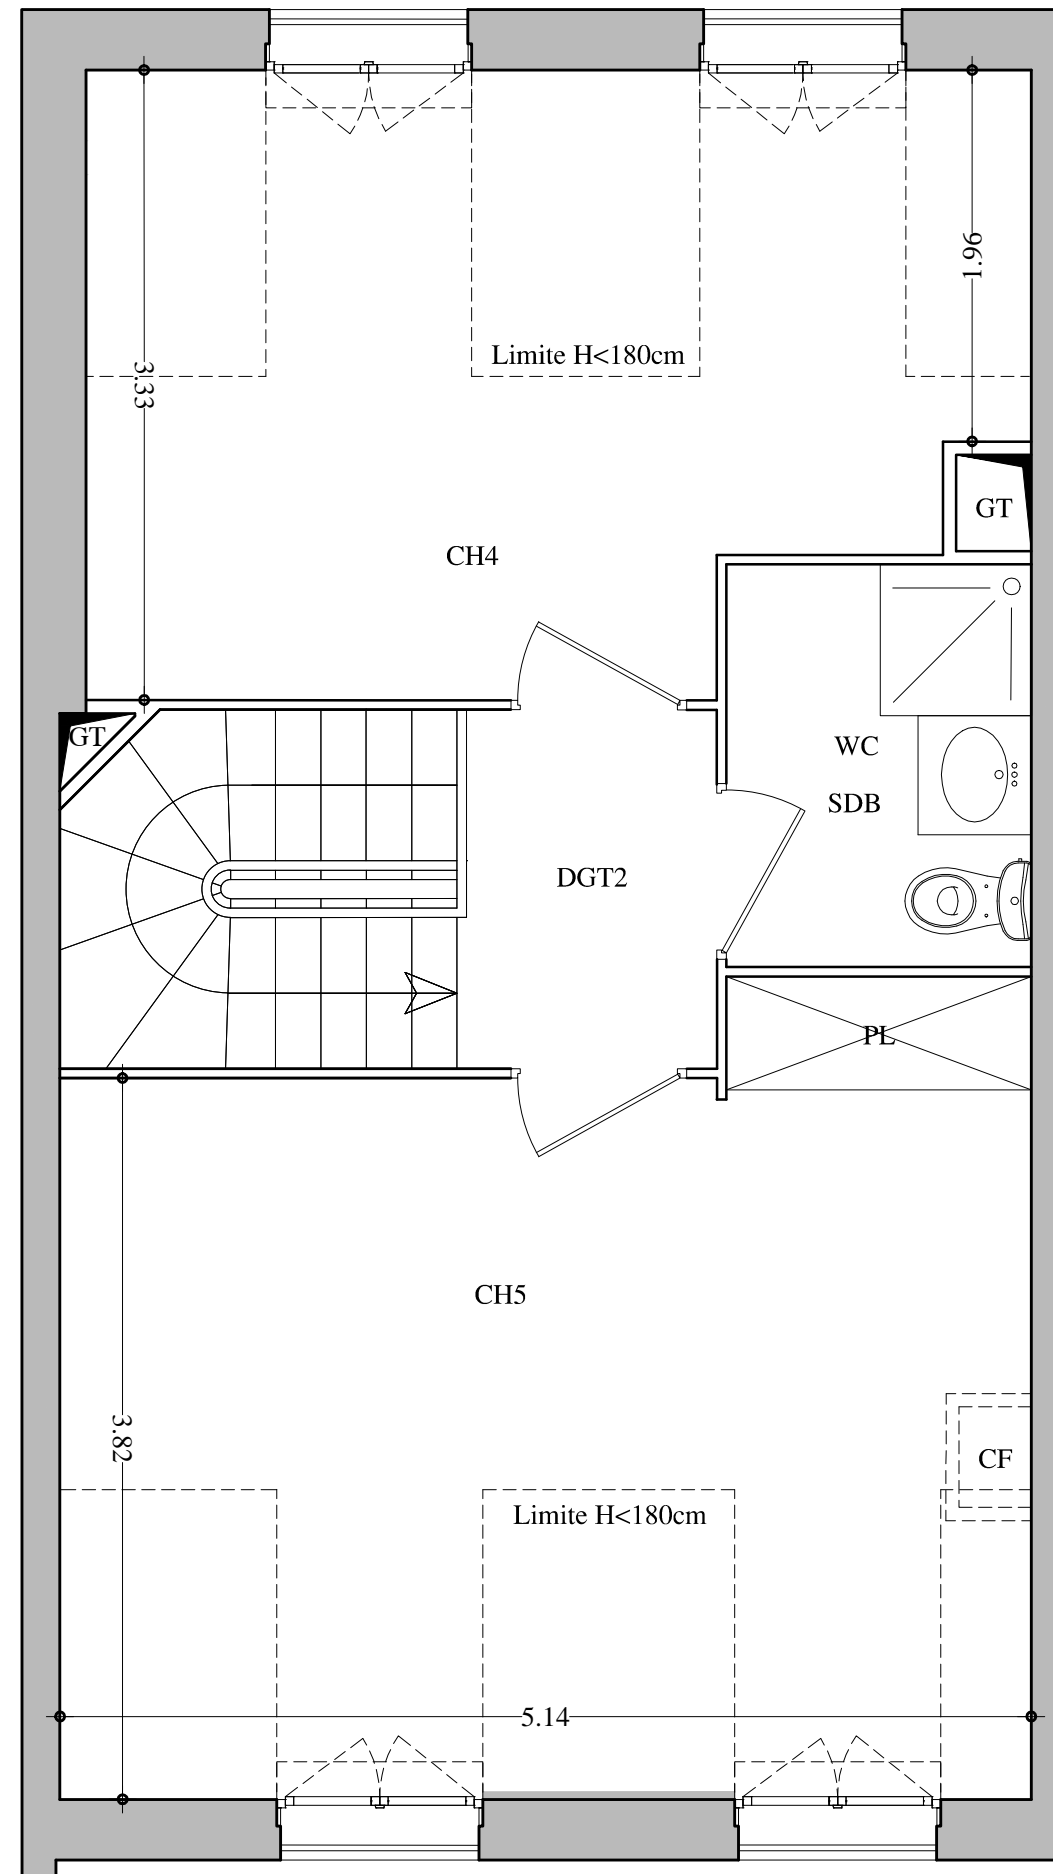 1.96
Limite H<180cm
3.33
GT
CH4
GT
WC
SDB
DGT2
PL
CH5
3.82
CF
Limite H<180cm
5.14